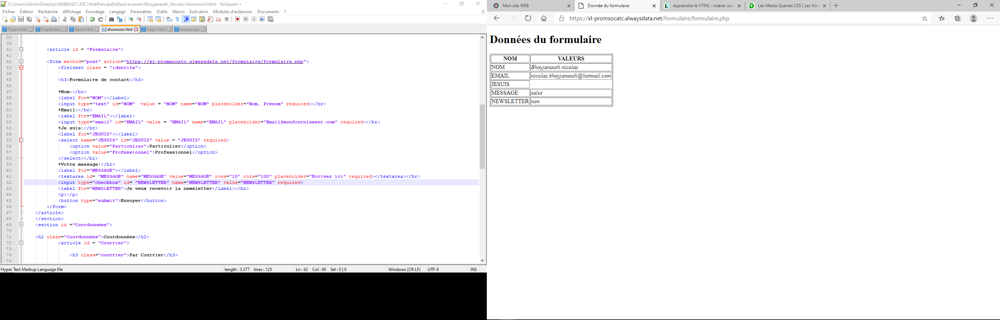 C:\Users\Admin\Desktop\WEBBASE1\ATC\WebPrincipeDeBase\examen\Bhoyjanauth_Nicolas\showroom.html - Notepad++
Fichier Édition Recherche Affichage Encodage Langage Paramètres Outils Macro Exécution Modules d'extension Documents ? X
PageA.html PageB.html Serie4.html showroom.html Page1.html moncss.css
38
39
40 <article id = "Formulaire">
41
42 <form method="post" action="https://xl-promsocatc.alwaysdata.net/formulaire/formulaire.php">
43 <fieldset class = "identite">
44
45 <h3>Formulaire de contact</h3>
46
47 *Nom:</br>
48 <label for="NOM"></label>
49 <input type="text" id="NOM"  value = "NOM" name="NOM" placeholder="Nom, Prénom" required></br>
50 *Email:</br>
51 <label for="EMAIL"></label>
52 <input type="email" id="EMAIL" value = "EMAIL" name="EMAIL" placeholder="Email@monfournisseur.com" required></br>
53 *Je suis:</br>
54 <label for="JESUIS"></label>
55 <select name="JESUIS" id="JESUIS" value = "JESUIS" required>
56 <option value="Particulier">Particulier</option>
57 <option value="Professionnel">Professionnel</option>
58 </select></br>
59 *Votre message:</br>
60 <label for="MESSAGE"></label>
61 <textarea id= "MESSAGE" name="MESSAGE" value="MESSAGE" rows="10" cols="100" placeholder="Ecrivez ici" required></textarea></br>
62 <input type="checkbox" id= "NEWSLETTER" name="NEWSLETTER" value="NEWSLETTER" required>
63 <label for="NEWSLETTER">Je veux recevoir la newsletter</label></br>
64 <p></p>
65 <button type="submit">Envoyer</button>
66 </form>
67 </article>
68 </section>
69 <section id ="Coordonnées">
70
71 <h2 class="Coordonnées">Coordonnées</h2>
72 <article id = "Courrier">
73
74 <h3 class="courrier">Par Courrier</h3>
75
Hyper Text Markup Language file length : 3.377 lines : 125 Ln : 62 Col : 90 Sel : 0 | 0 Windows (CR LF) UTF-8 INS
Mon site WEB Donnée du formulaire Apprendre le HTML : insérer une Les Media Queries CSS | Les Med
https://xl-promsocatc.alwaysdata.net/formulaire/formulaire.php
Données du formulaire
NOM VALEURS
NOM Bhoyjanauth nicolas
EMAIL nicolas.bhoyjanauth@hotmail.com
JESUIS
MESSAGE salut
NEWSLETTER non